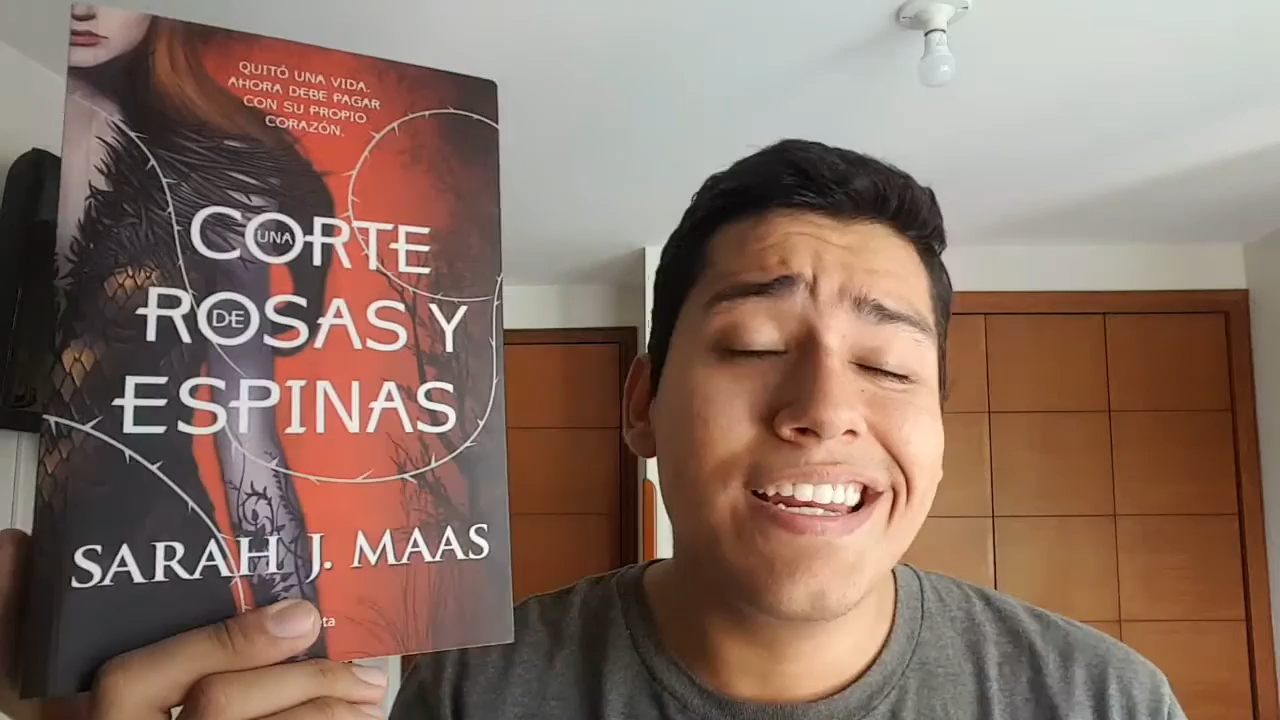 QUITÓ UNA VIDA.
AHORA DEBE PAGAR
CON SU PROPIO
CORAZÓN.
UNA
CORTE
DE
ROSAS Y
ESPINAS
SARAH J. MAAS